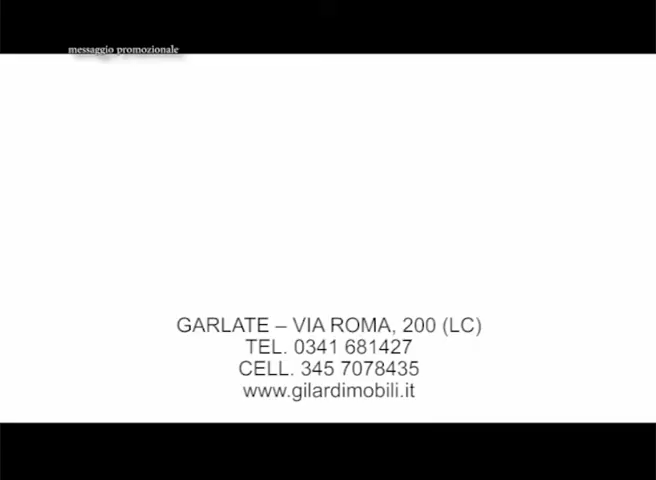 messaggio promozionale
GARLATE – VIA ROMA, 200 (LC)
TEL. 0341 681427
CELL. 345 7078435
www.gilardimobili.it